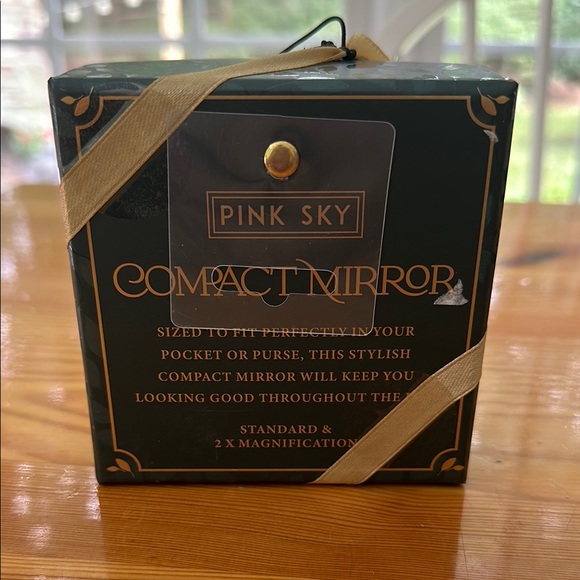 PINK SKY
COMPACT MIRROR
SIZED TO FIT PERFECTLY IN YOUR
POCKET OR PURSE, THIS STYLISH
COMPACT MIRROR WILL KEEP YOU
LOOKING GOOD THROUGHOUT THE
STANDARD &
2 X MAGNIFICATION